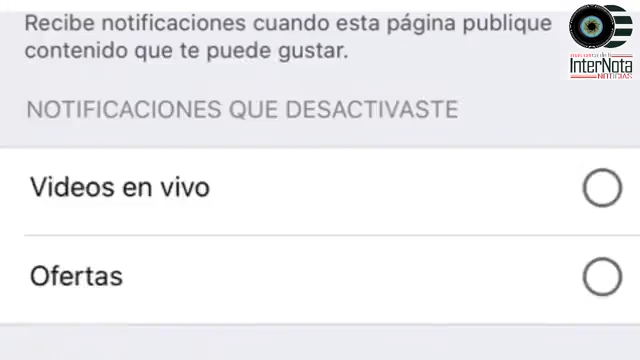 Recibe notificaciones cuando esta página publique
contenido que te puede gustar.
NOTIFICACIONES QUE DESACTIVASTE
Videos en vivo
Ofertas
InterNota
NOTICIAS